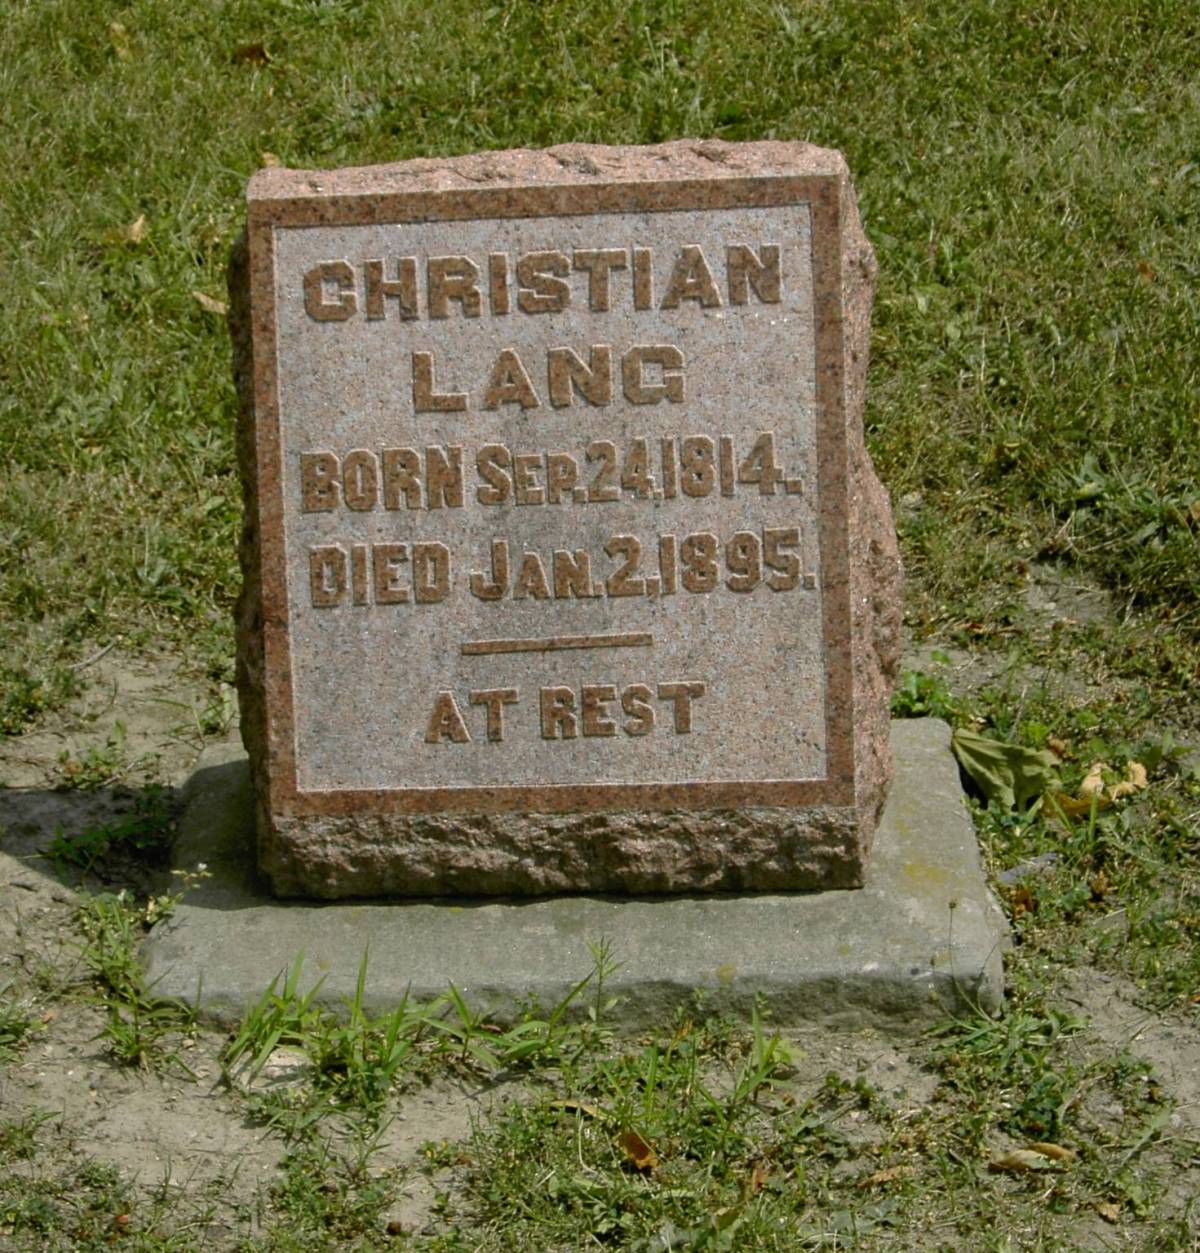 CHRISTIAN
LANG
BORN SEP. 24, 1814.
DIED JAN. 2, 1895.
AT REST